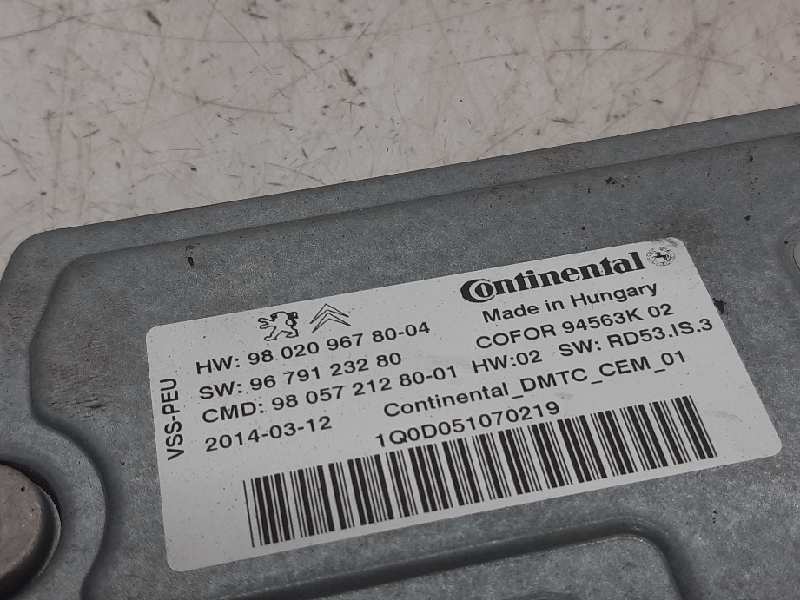 Continental
Made in Hungary
COFOR 94563K 02
HW:02 SW: RD53.IS.3
VSS-PEU
HW: 98 020 967 80-04
SW: 96 791 232 80
CMD: 98 057 212 80-01
2014-03-12
Continental_DMTC_CEM_01
1Q0D051070219